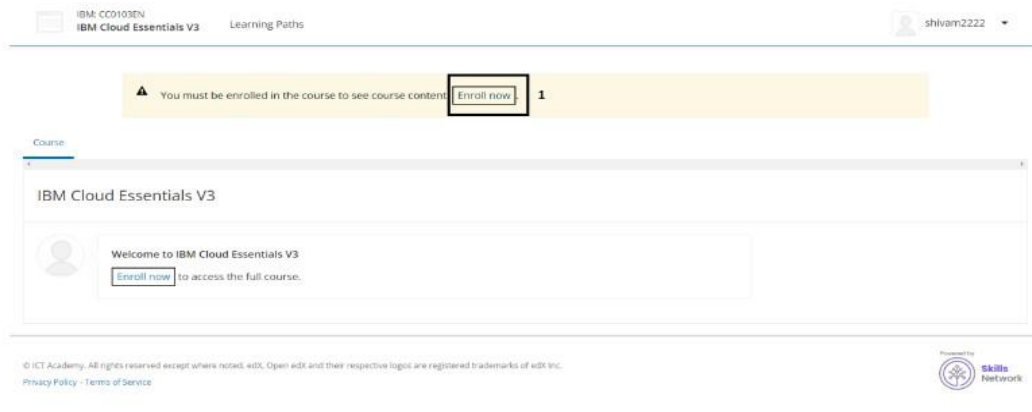 IBM: CC0103EN
IBM Cloud Essentials V3
Learning Paths
shivam2222
You must be enrolled in the course to see course content Enroll now . 1
Course
IBM Cloud Essentials V3
Welcome to IBM Cloud Essentials V3
Enroll now to access the full course.
© ICT Academy. All rights reserved except where noted. edX, Open edX and their respective logos are registered trademarks of edX Inc.
Privacy Policy - Terms of Service
Powered by
Skills
Network